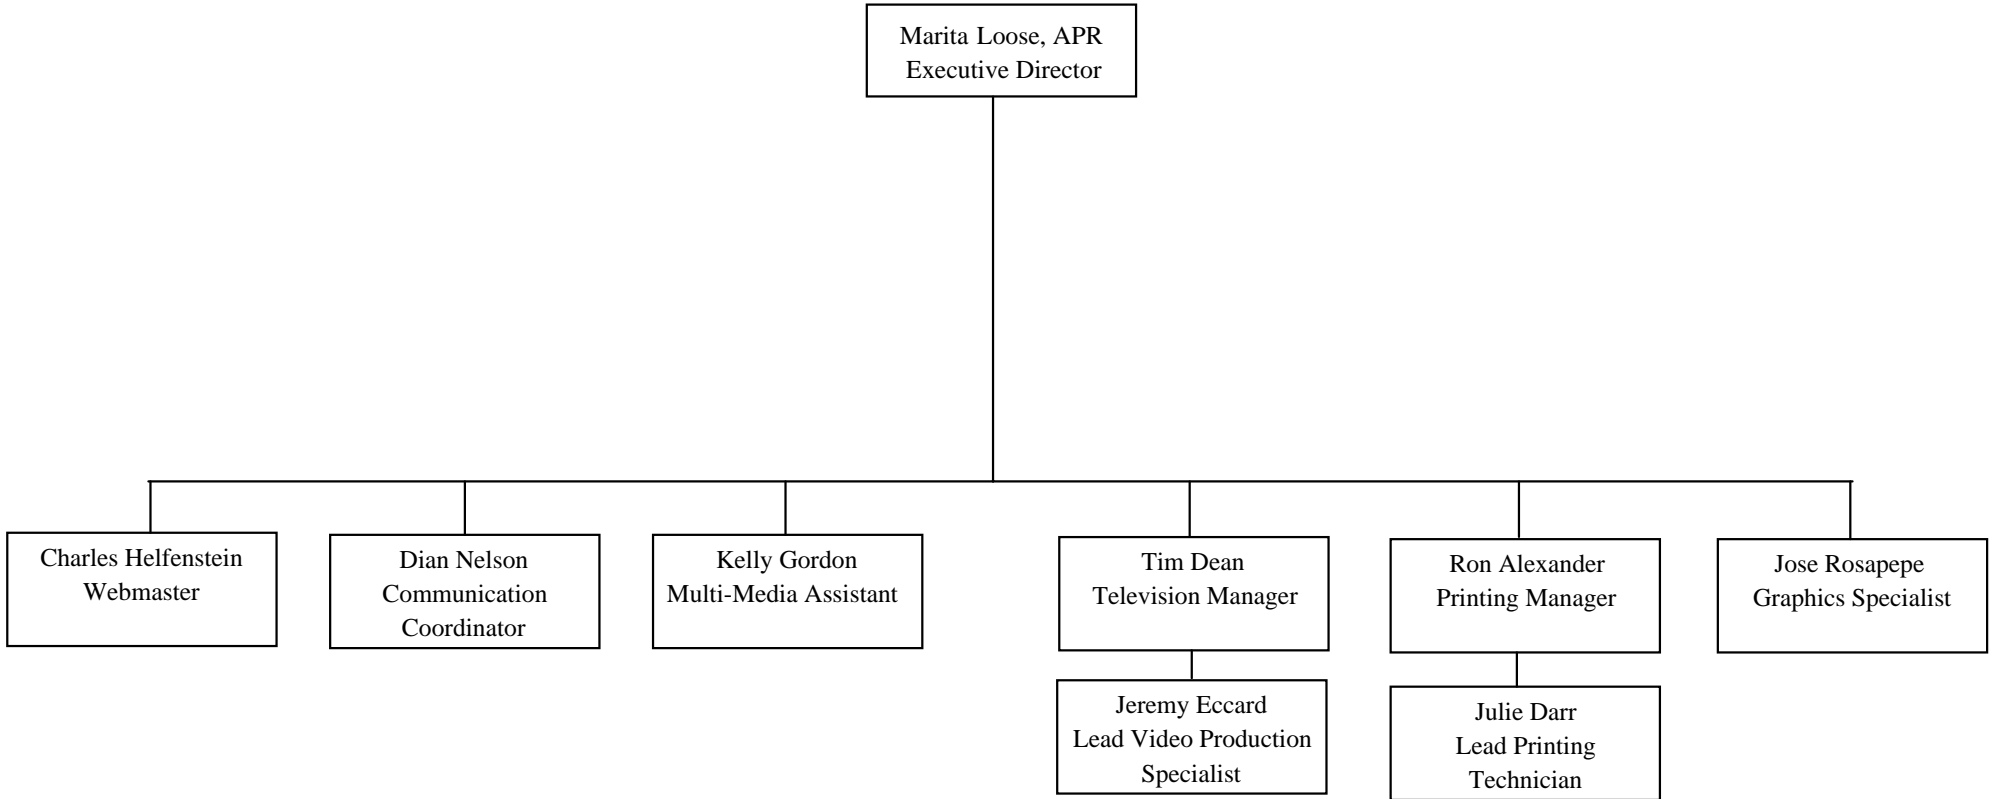 Marita Loose, APR
Executive Director
Charles Helfenstein
Webmaster
Dian Nelson
Communication
Coordinator
Kelly Gordon
Multi-Media Assistant
Tim Dean
Television Manager
Ron Alexander
Printing Manager
Jose Rosapepe
Graphics Specialist
Jeremy Eccard
Lead Video Production
Specialist
Julie Darr
Lead Printing
Technician